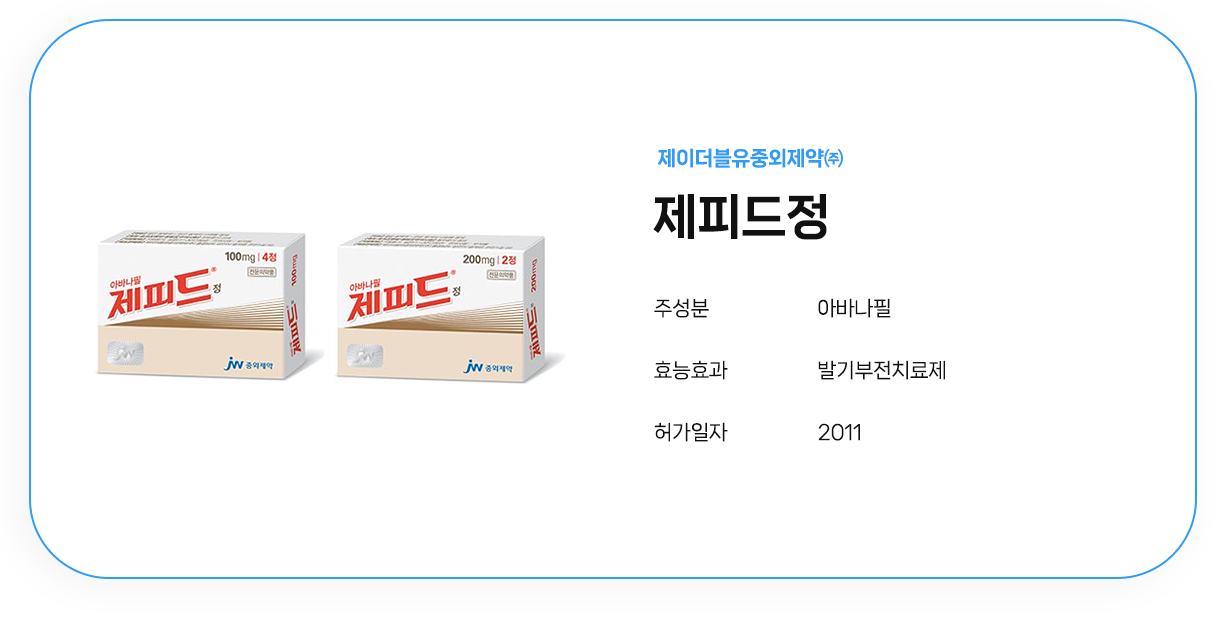 제이더블유중외제약㈜
제피드정
주성분 아바나필
효능효과 발기부전치료제
허가일자 2011
100mg | 4정
전문의약품
아바나필
제피드® 정
100mg
제피드®
jw 중외제약
200mg | 2정
전문의약품
아바나필
제피드® 정
200mg
제피드
jw 중외제약